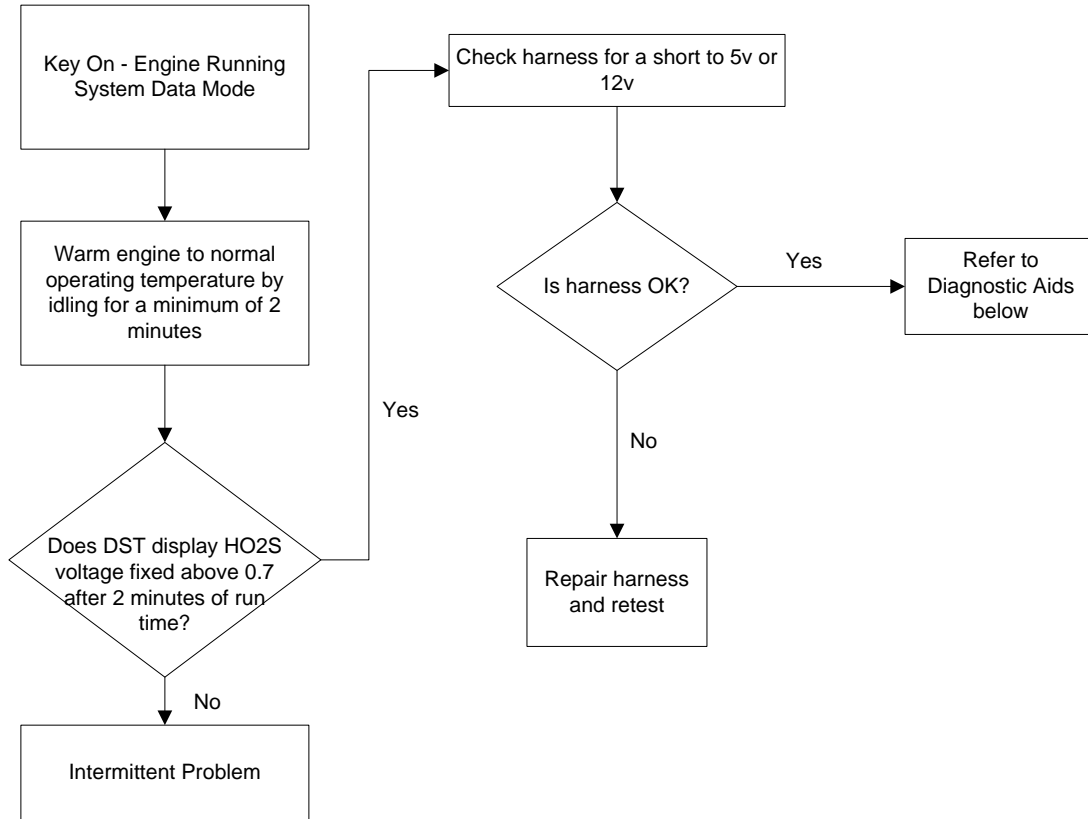 Key On - Engine Running
System Data Mode
Warm engine to normal
operating temperature by
idling for a minimum of 2
minutes
Does DST display HO2S
voltage fixed above 0.7
after 2 minutes of run
time?
No
Intermittent Problem
Yes
Check harness for a short to 5v or
12v
Is harness OK?
Yes
Refer to
Diagnostic Aids
below
No
Repair harness
and retest